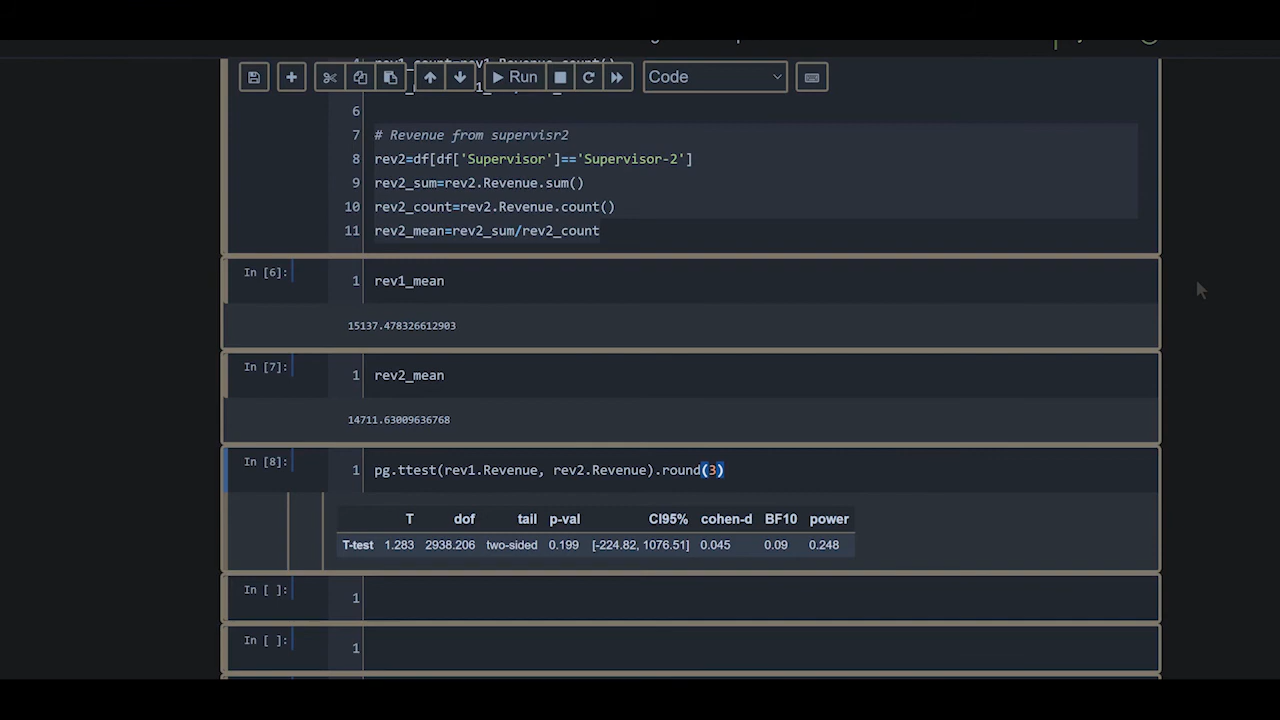 Run
Code
6
7 # Revenue from supervisr2
8 rev2=df[df['Supervisor']=='Supervisor-2']
9 rev2_sum=rev2.Revenue.sum()
10 rev2_count=rev2.Revenue.count()
11 rev2_mean=rev2_sum/rev2_count
In [6]: 1 rev1_mean
15137.478326612903
In [7]: 1 rev2_mean
14711.63009636768
In [8]: 1 pg.ttest(rev1.Revenue, rev2.Revenue).round(3)
T dof tail p-val CI95% cohen-d BF10 power
T-test 1.283 2938.206 two-sided 0.199 [-224.82, 1076.51] 0.045 0.09 0.248
In [ ]: 1
In [ ]: 1